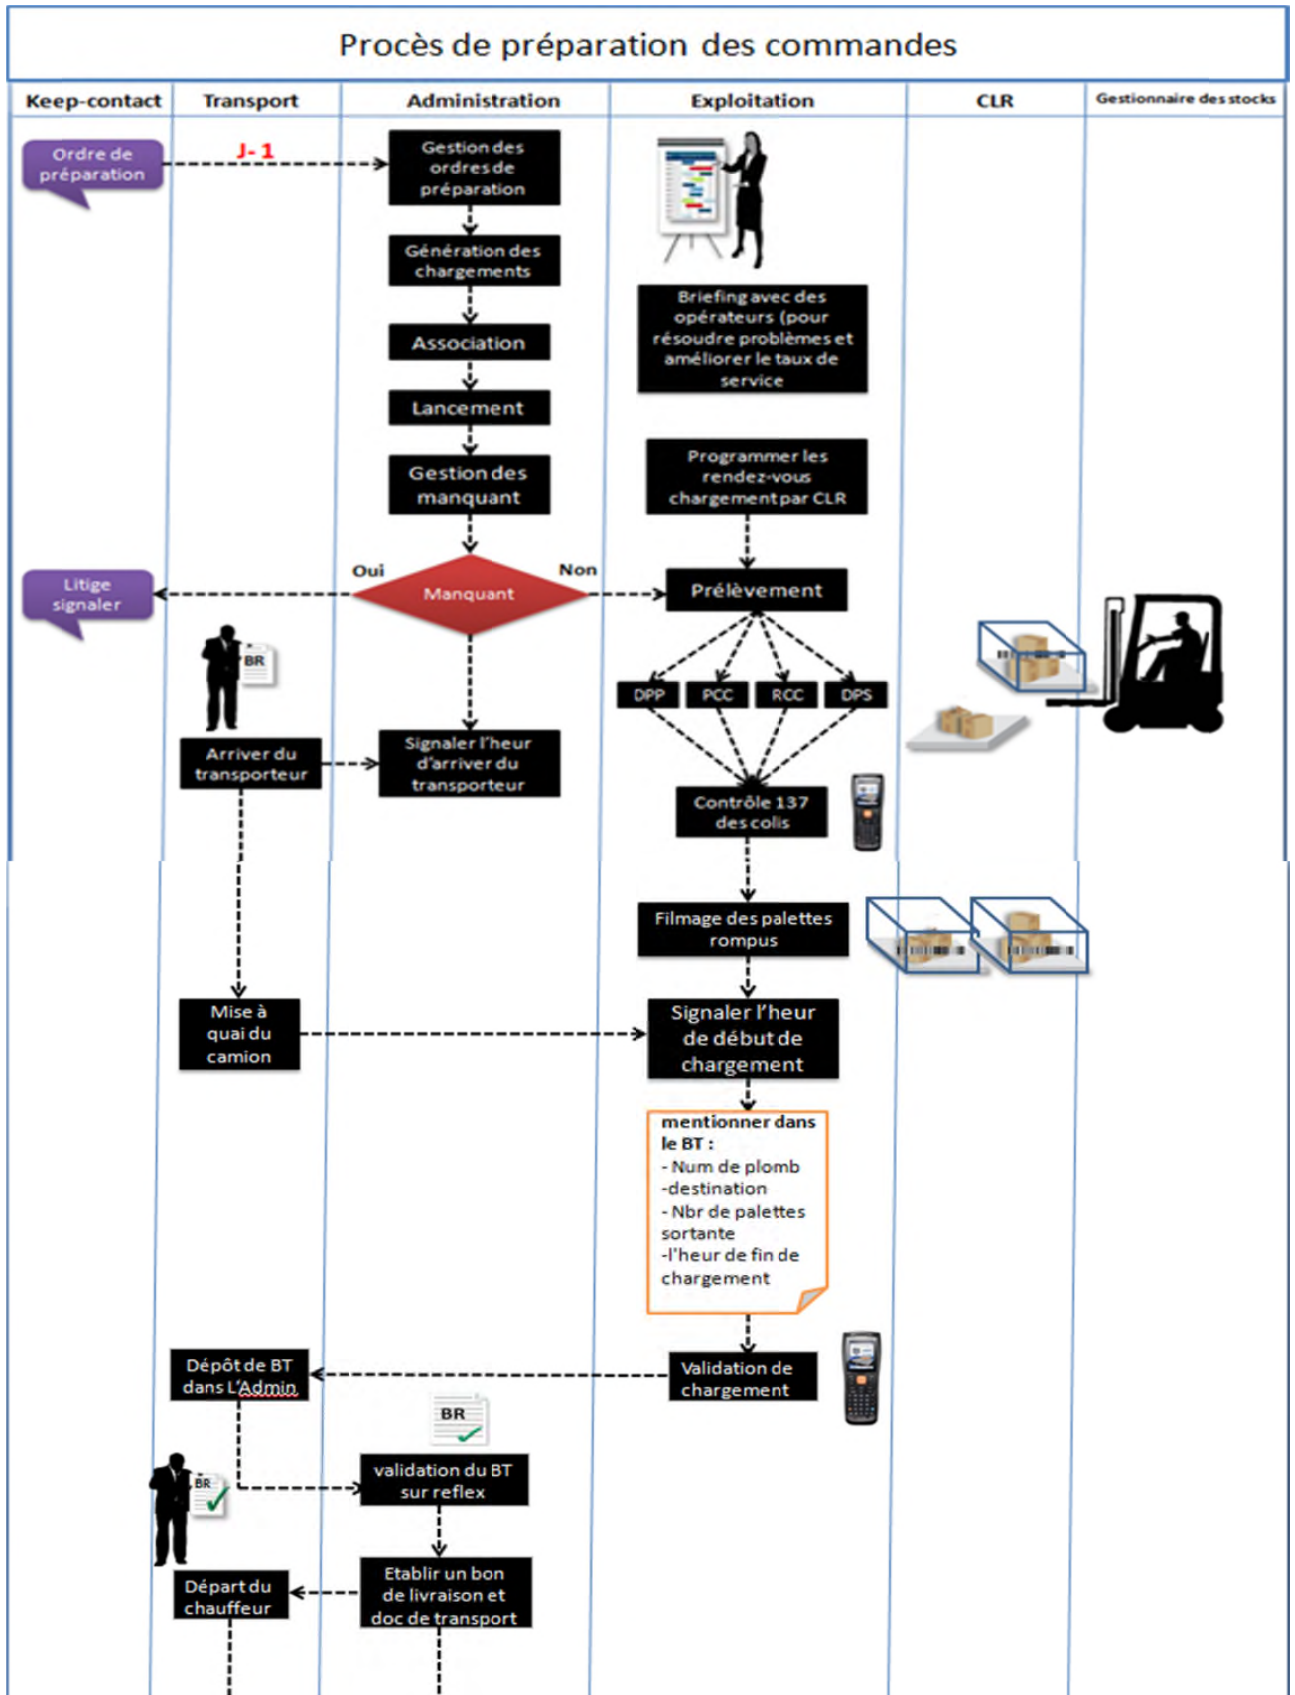 Procès de préparation des commandes
Keep-contact
Transport
Administration
Exploitation
CLR
Gestionnaire des stocks
Ordre de
préparation
J- 1
Gestion des
ordres de
préparation
Génération des
chargements
Briefing avec des
opérateurs (pour
résoudre problèmes et
améliorer le taux de
service
Association
Lancement
Gestion des
manquant
Programmer les
rendez-vous
chargement par CLR
Oui
Non
Litige
signaler
Manquant
Prélèvement
BR
DPP
PCC
RCC
DPS
Arriver du
transporteur
Signaler l'heur
d'arriver du
transporteur
Contrôle 137
des colis
Filmage des palettes
rompus
Mise à
quai du
camion
Signaler l'heur
de début de
chargement
mentionner dans
le BT :
- Num de plomb
-destination
- Nbr de palettes
sortante
-l'heur de fin de
chargement
Dépôt de BT
dans L'Admin
Validation de
chargement
BR
validation du BT
sur reflex
BR
Départ du
chauffeur
Etablir un bon
de livraison et
doc de transport